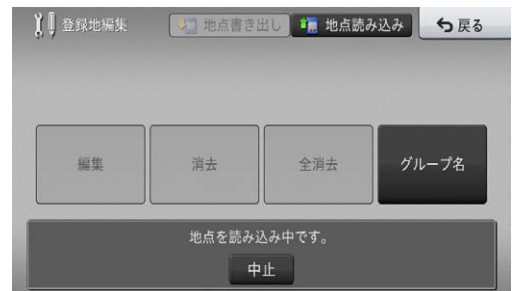 登録地編集 地点書き出し 地点読み込み 戻る
編集 消去 全消去 グループ名
地点を読み込み中です。
中止